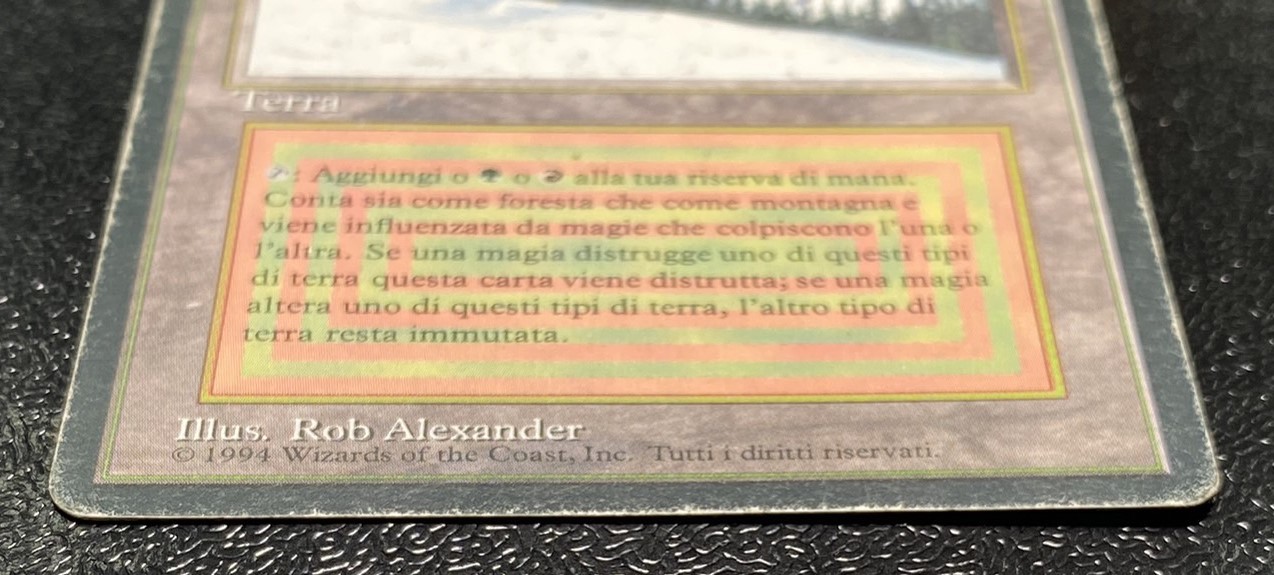 Terra
: Aggiungi o o alla tua riserva di mana.
Conta sia come foresta che come montagna e
viene influenzata da magie che colpiscono l'una o
l'altra. Se una magia distrugge uno di questi tipi
di terra questa carta viene distrutta; se una magia
altera uno di questi tipi di terra, l'altro tipo di
terra resta immutata.
Illus. Rob Alexander
© 1994 Wizards of the Coast, Inc. Tutti i diritti riservati.